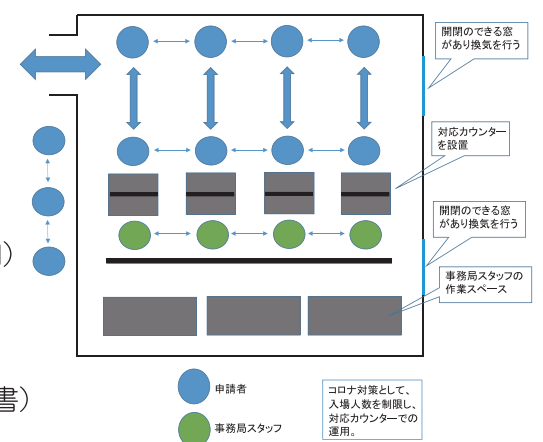 開閉のできる窓
があり換気を行う
対応カウンター
を設置
開閉のできる窓
があり換気を行う
)
事務局スタッフの
作業スペース
書)
申請者
事務局スタッフ
コロナ対策として、
入場人数を制限し、
対応カウンターでの
運用。